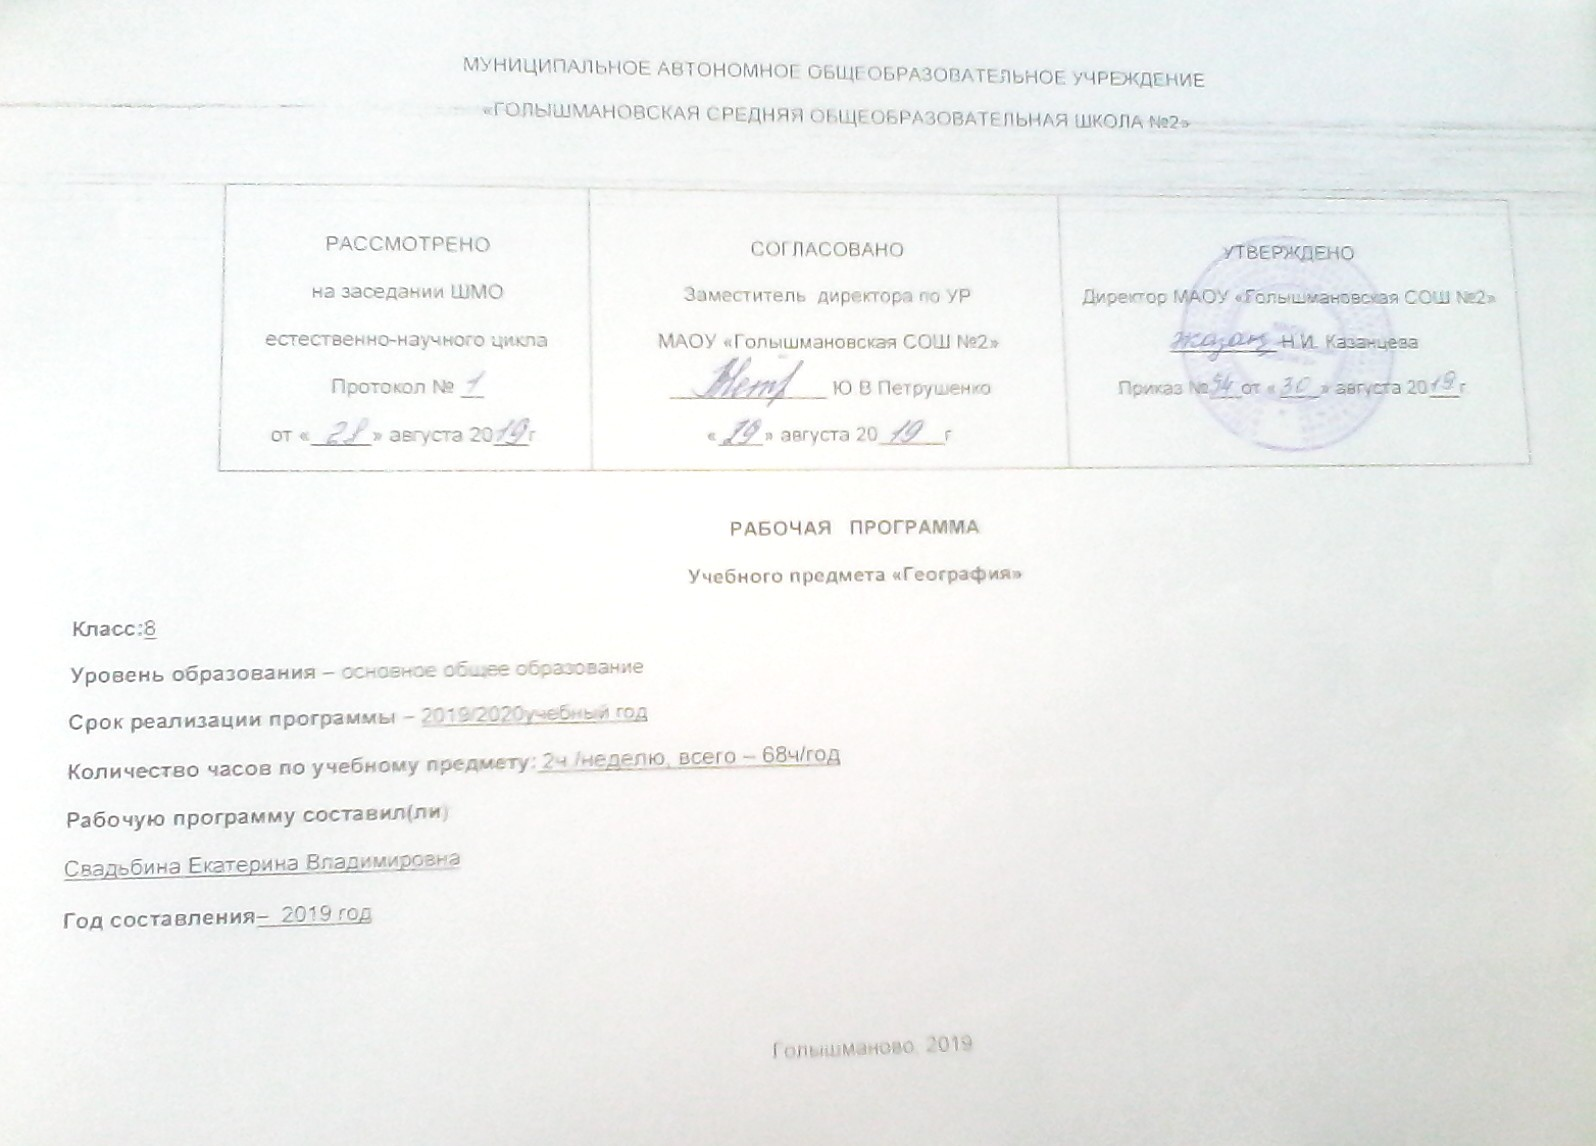 МУНИЦИПАЛЬНОЕ АВТОНОМНОЕ ОБЩЕОБРАЗОВАТЕЛЬНОЕ УЧРЕЖДЕНИЕ
«ГОЛЫШМАНОВСКАЯ СРЕДНЯЯ ОБЩЕОБРАЗОВАТЕЛЬНАЯ ШКОЛА №2»
РАССМОТРЕНО
на заседании ШМО
естественно-научного цикла
Протокол № 1
от «28» августа 2019г
СОГЛАСОВАНО
Заместитель директора по УР
МАОУ «Голышмановская СОШ №2»
Ю В Петрушенко
«29» августа 2019г
УТВЕРЖДЕНО
Директор МАОУ «Голышмановская СОШ №2»
Н.И. Казанцева
Приказ №54 от «30» августа 2019г
РАБОЧАЯ ПРОГРАММА
Учебного предмета «География»
Класс:8
Уровень образования – основное общее образование
Срок реализации программы – 2019/2020учебный год
Количество часов по учебному предмету: 2ч /неделю, всего – 68ч/год
Рабочую программу составил(ли)
Свадьбина Екатерина Владимировна
Год составления– 2019 год
Голышманово, 2019